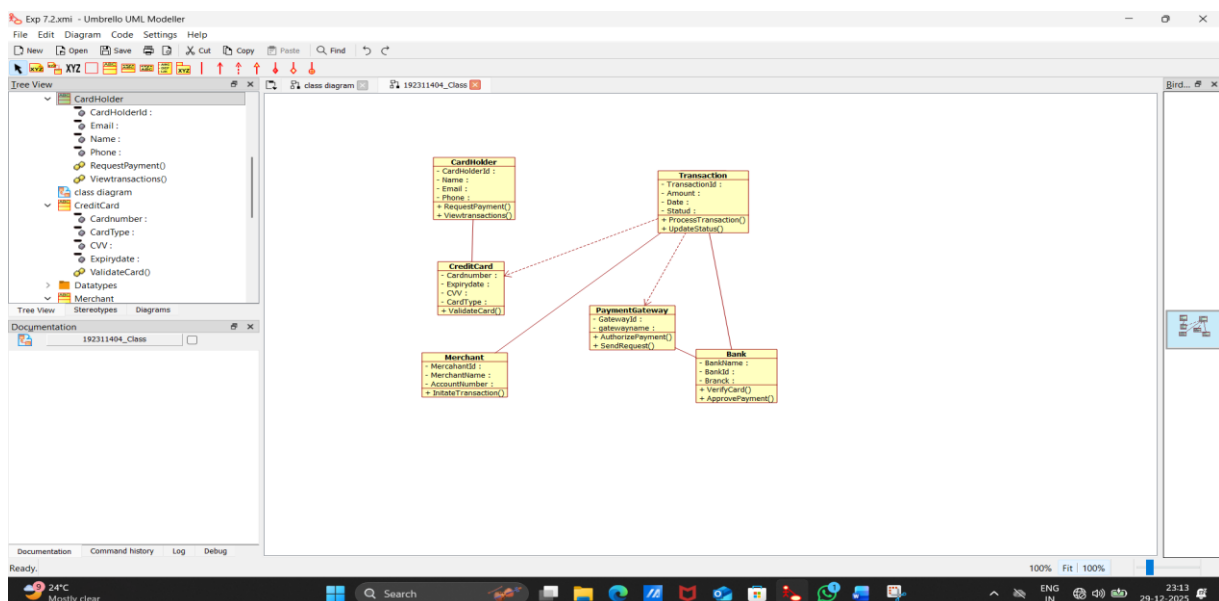 Exp 7.2.xmi - Umbrello UML Modeller
File Edit Diagram Code Settings Help
New Open Save Cut Copy Paste Find
XYZ
Tree View
CardHolder
CardHolderId :
Email :
Name :
Phone :
RequestPayment()
Viewtransactions()
class diagram
CreditCard
Cardnumber :
CardType :
CVV :
Expirydate :
ValidateCard()
Datatypes
Merchant
Tree View Stereotypes Diagrams
Documentation
192311404_Class
Documentation Command history Log Debug
class diagram 192311404_Class
CardHolder
- CardHolderId :
- Name :
- Email :
- Phone :
+ RequestPayment()
+ Viewtransactions()
Transaction
- TransactionId :
- Amount :
- Date :
- Statud :
+ ProcessTransaction()
+ UpdateStatus()
CreditCard
- Cardnumber :
- Expirydate :
- CVV :
- CardType :
+ ValidateCard()
PaymentGateway
- GatewayId :
- gatewayname :
+ AuthorizePayment()
+ SendRequest()
Merchant
- MercahantId :
- MerchantName :
- AccountNumber :
+ InitateTransaction()
Bank
- BankName :
- BankId :
- Branck :
+ VerifyCard()
+ ApprovePayment()
Bird...
Ready.
100% Fit 100%
9
24°C
Mostly clear
Search
1
ENG
IN
23:13
29-12-2025